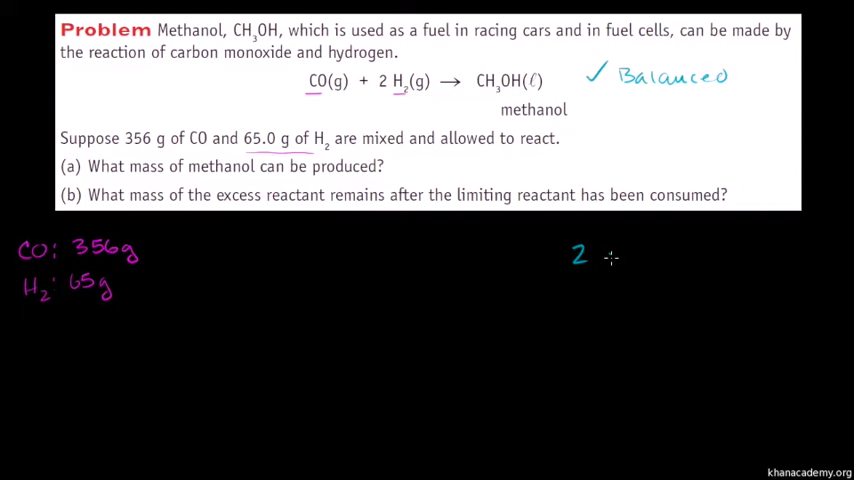 Problem Methanol, CH₃OH, which is used as a fuel in racing cars and in fuel cells, can be made by
the reaction of carbon monoxide and hydrogen.
CO(g) + 2 H₂(g) → CH₃OH(ℓ) ✓ Balanced
methanol
Suppose 356 g of CO and 65.0 g of H₂ are mixed and allowed to react.
(a) What mass of methanol can be produced?
(b) What mass of the excess reactant remains after the limiting reactant has been consumed?
CO: 356g
2
H₂: 65g
khanacademy.org